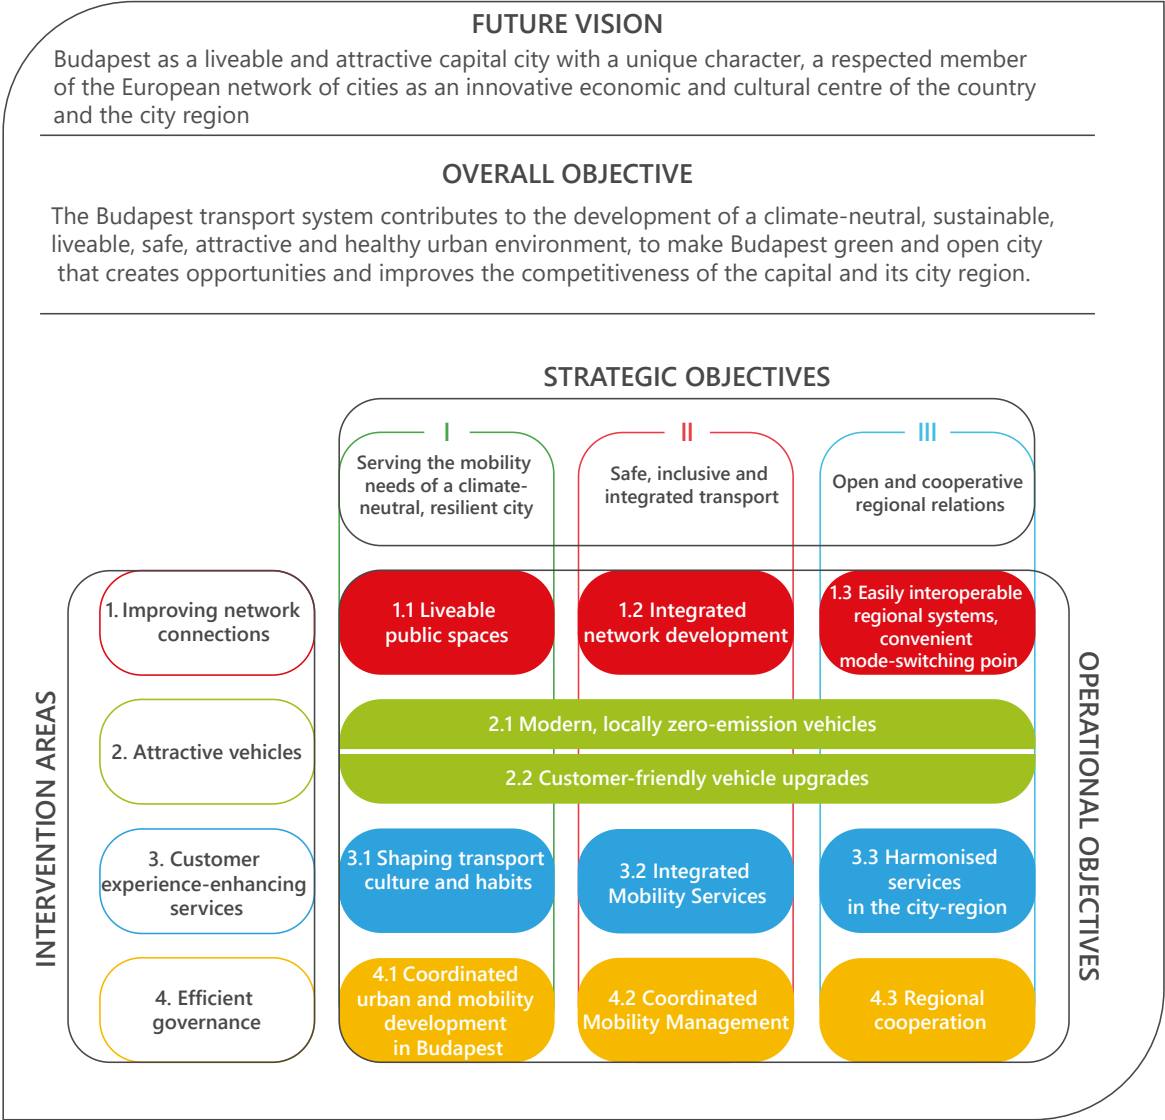 FUTURE VISION
Budapest as a liveable and attractive capital city with a unique character, a respected member
of the European network of cities as an innovative economic and cultural centre of the country
and the city region
OVERALL OBJECTIVE
The Budapest transport system contributes to the development of a climate-neutral, sustainable,
liveable, safe, attractive and healthy urban environment, to make Budapest green and open city
that creates opportunities and improves the competitiveness of the capital and its city region.
STRATEGIC OBJECTIVES
I
Serving the mobility
needs of a climate-
neutral, resilient city
II
Safe, inclusive and
integrated transport
III
Open and cooperative
regional relations
INTERVENTION AREAS
OPERATIONAL OBJECTIVES
1. Improving network
connections
1.1 Liveable
public spaces
1.2 Integrated
network development
1.3 Easily interoperable
regional systems,
convenient
mode-switching poin
2. Attractive vehicles
2.1 Modern, locally zero-emission vehicles
2.2 Customer-friendly vehicle upgrades
3. Customer
experience-enhancing
services
3.1 Shaping transport
culture and habits
3.2 Integrated
Mobility Services
3.3 Harmonised
services
in the city-region
4. Efficient
governance
4.1 Coordinated
urban and mobility
development
in Budapest
4.2 Coordinated
Mobility Management
4.3 Regional
cooperation